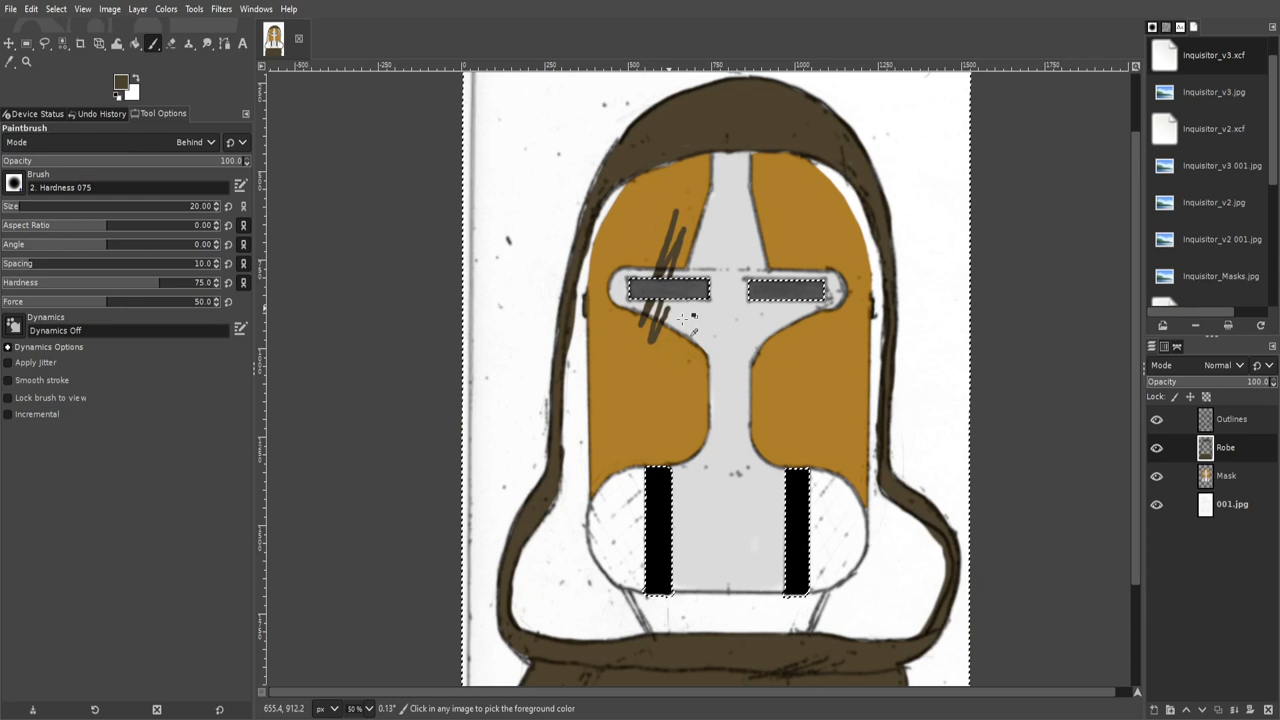 File Edit Select View Image Layer Colors Tools Filters Windows Help
Device Status Undo History Tool Options
Paintbrush
Mode Behind
Opacity 100.0
Brush
2. Hardness 075
Size 20.00
Aspect Ratio 0.00
Angle 0.00
Spacing 10.0
Hardness 75.0
Force 50.0
Dynamics
Dynamics Off
Dynamics Options
Apply Jitter
Smooth stroke
Lock brush to view
Incremental
-500 -250 0 250 500 750 1000 1250 1500 1750
655.4, 912.2 px 50 % 0.13° Click in any image to pick the foreground color
Inquisitor_v3.xcf
Inquisitor_v3.jpg
Inquisitor_v2.xcf
Inquisitor_v3 001.jpg
Inquisitor_v2.jpg
Inquisitor_v2 001.jpg
Inquisitor_Masks.jpg
Mode Normal
Opacity 100.0
Lock:
Outlines
Robe
Mask
001.jpg